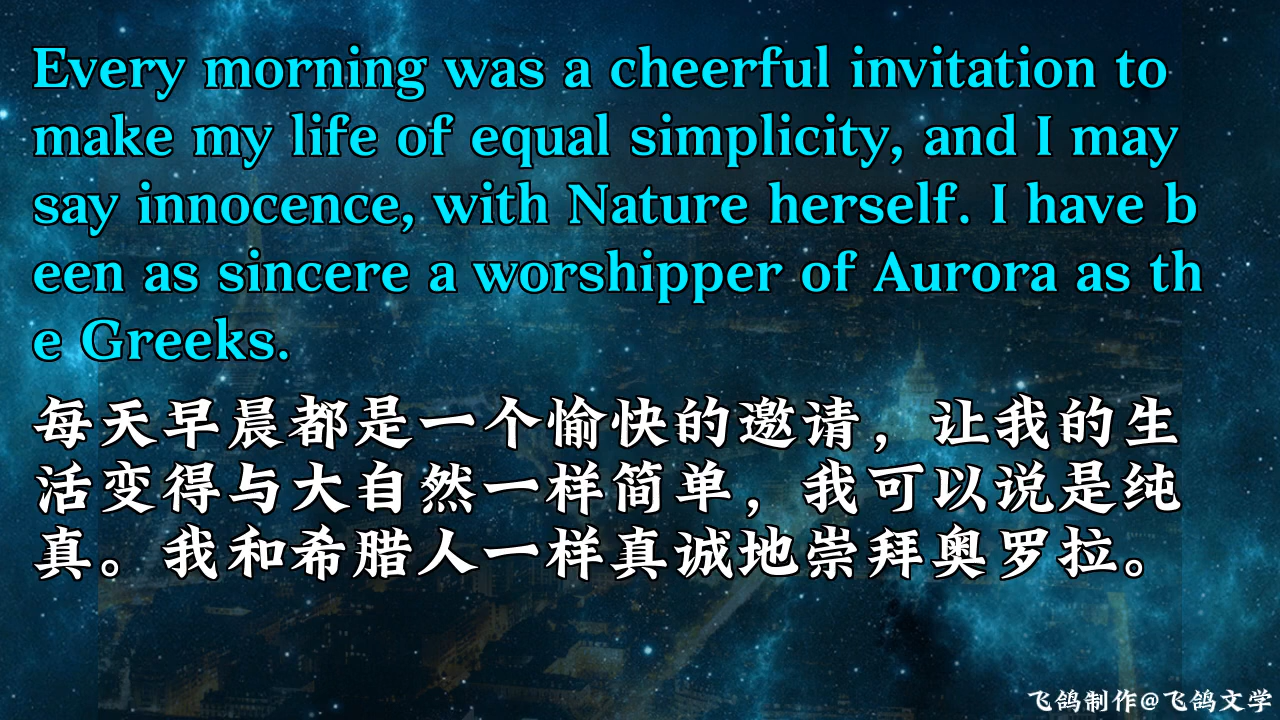 Every morning was a cheerful invitation to
make my life of equal simplicity, and I may
say innocence, with Nature herself. I have b
een as sincere a worshipper of Aurora as th
e Greeks.
每天早晨都是一个愉快的邀请，让我的生
活变得与大自然一样简单，我可以说是纯
真。我和希腊人一样真诚地崇拜奥罗拉。
飞鸽制作@飞鸽文学